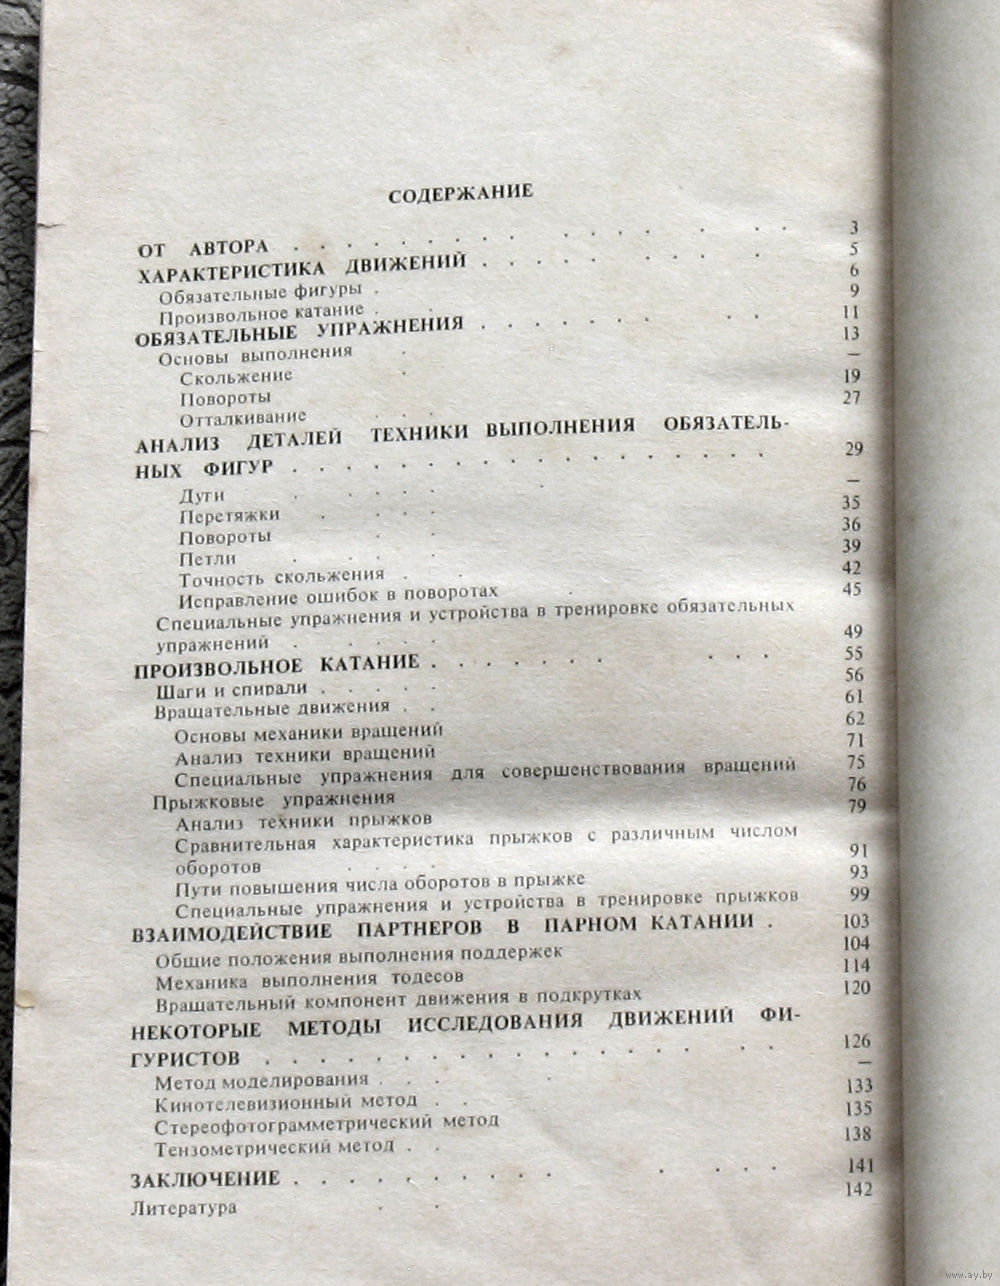 СОДЕРЖАНИЕ
ОТ АВТОРА . . . . . . . . . . . . . . . . 3
ХАРАКТЕРИСТИКА ДВИЖЕНИЙ . . . . . . . . . 5
Обязательные фигуры . 6
Произвольное катание . . 9
ОБЯЗАТЕЛЬНЫЕ УПРАЖНЕНИЯ . . . . . . . . . 11
Основы выполнения . 13
Скольжение . —
Повороты 19
Отталкивание . . . 27
АНАЛИЗ ДЕТАЛЕЙ ТЕХНИКИ ВЫПОЛНЕНИЯ ОБЯЗАТЕЛЬ-
НЫХ ФИГУР . . . . . . . . . . . . . . . . . . 29
Дуги . . . . . —
Перетяжки . . . . 35
Повороты . . 36
Петли . . . . 39
Точность скольжения . . 42
Исправление ошибок в поворотах . 45
Специальные упражнения и устройства в тренировке обязательных
упражнений . . . . . 49
ПРОИЗВОЛЬНОЕ КАТАНИЕ . . . . . . . . . . 55
Шаги и спирали . . . . . 56
Вращательные движения . . 61
Основы механики вращений 62
Анализ техники вращений 71
Специальные упражнения для совершенствования вращений 75
Прыжковые упражнения 76
Анализ техники прыжков 79
Сравнительная характеристика прыжков с различным числом
оборотов . . . 91
Пути повышения числа оборотов в прыжке 93
Специальные упражнения и устройства в тренировке прыжков 99
ВЗАИМОДЕЙСТВИЕ ПАРТНЕРОВ В ПАРНОМ КАТАНИИ . 103
Общие положения выполнения поддержек 104
Механика выполнения тодесов 114
Вращательный компонент движения в подкрутках 120
НЕКОТОРЫЕ МЕТОДЫ ИССЛЕДОВАНИЯ ДВИЖЕНИЙ ФИ-
ГУРИСТОВ . . . . . . . . . . . . . . . . . . . 126
Метод моделирования . . . . —
Кинотелевизионный метод . . 133
Стереофотограмметрический метод 135
Тензометрический метод . . 138
ЗАКЛЮЧЕНИЕ . . . . . . . . . . . . . . . 141
Литература . . 142
www.ay.by